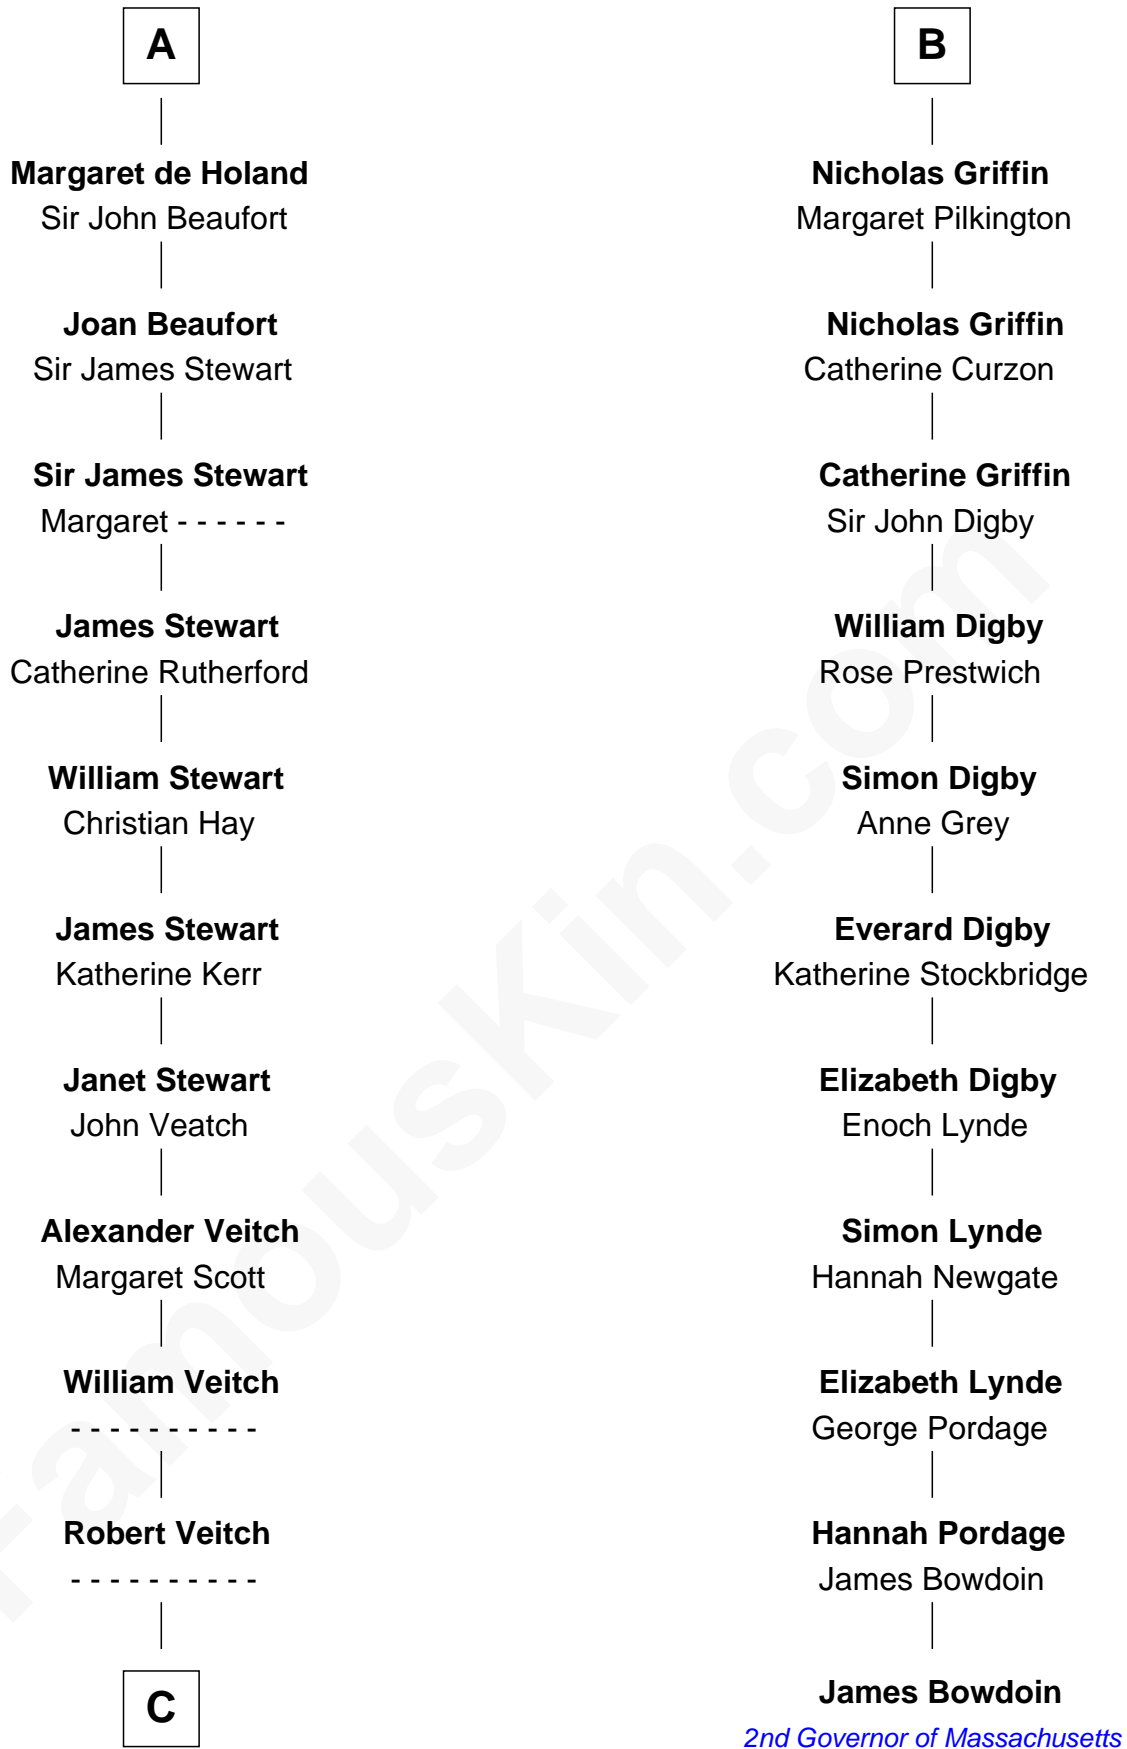 A
Margaret de Holand
Sir John Beaufort
Joan Beaufort
Sir James Stewart
Sir James Stewart
Margaret - - - - - -
James Stewart
Catherine Rutherford
William Stewart
Christian Hay
James Stewart
Katherine Kerr
Janet Stewart
John Veatch
Alexander Veitch
Margaret Scott
William Veitch
- - - - - - - - - -
Robert Veitch
- - - - - - - - - -
C
B
Nicholas Griffin
Margaret Pilkington
Nicholas Griffin
Catherine Curzon
Catherine Griffin
Sir John Digby
William Digby
Rose Prestwich
Simon Digby
Anne Grey
Everard Digby
Katherine Stockbridge
Elizabeth Digby
Enoch Lynde
Simon Lynde
Hannah Newgate
Elizabeth Lynde
George Pordage
Hannah Pordage
James Bowdoin
James Bowdoin
2nd Governor of Massachusetts
FamousKin.com